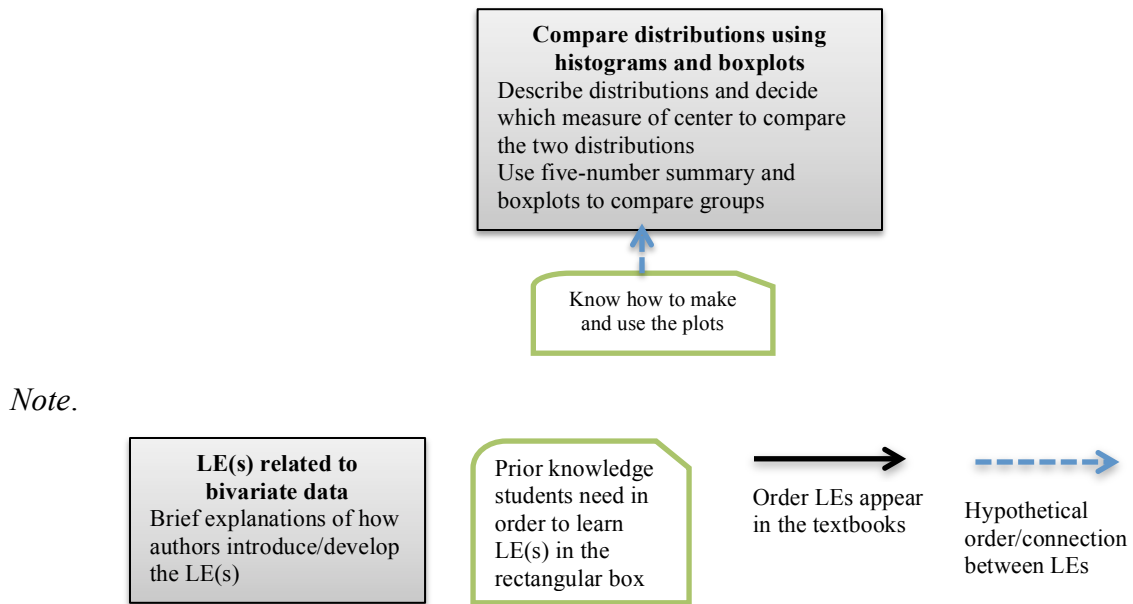 Compare distributions using
histograms and boxplots
Describe distributions and decide
which measure of center to compare
the two distributions
Use five-number summary and
boxplots to compare groups
Know how to make
and use the plots
Note.
LE(s) related to
bivariate data
Brief explanations of how
authors introduce/develop
the LE(s)
Prior knowledge
students need in
order to learn
LE(s) in the
rectangular box
Order LEs appear
in the textbooks
Hypothetical
order/connection
between LEs